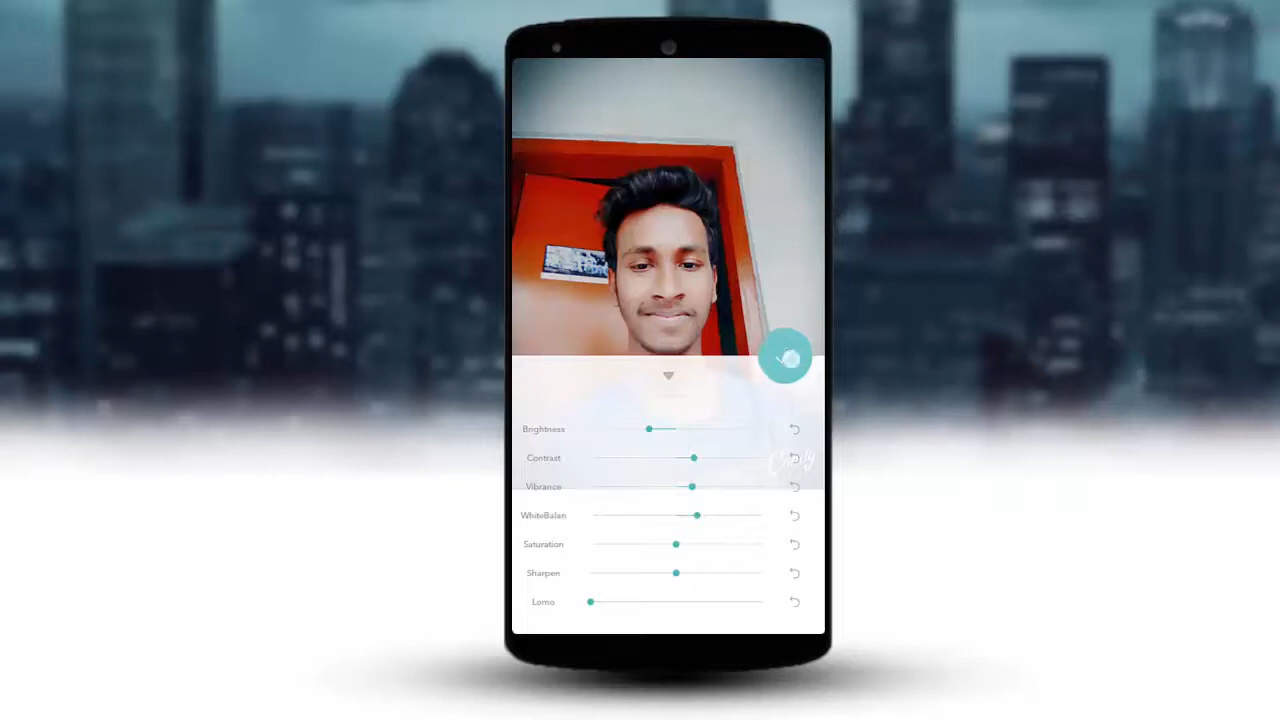 Brightness
Contrast
Vibrance
WhiteBalan
Saturation
Sharpen
Lomo